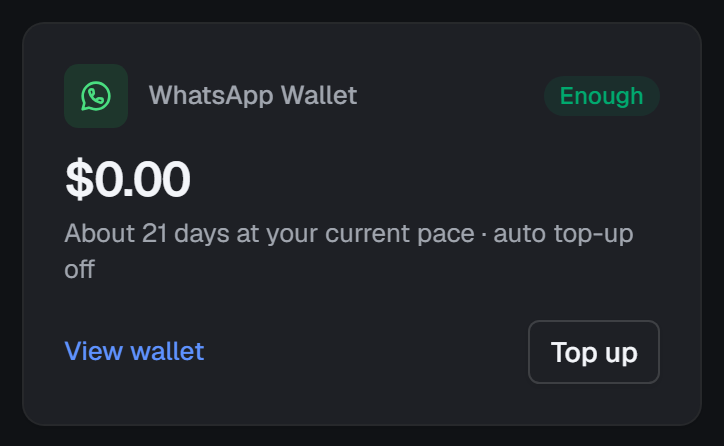 WhatsApp Wallet
Enough
$0.00
About 21 days at your current pace · auto top-up
off
View wallet
Top up